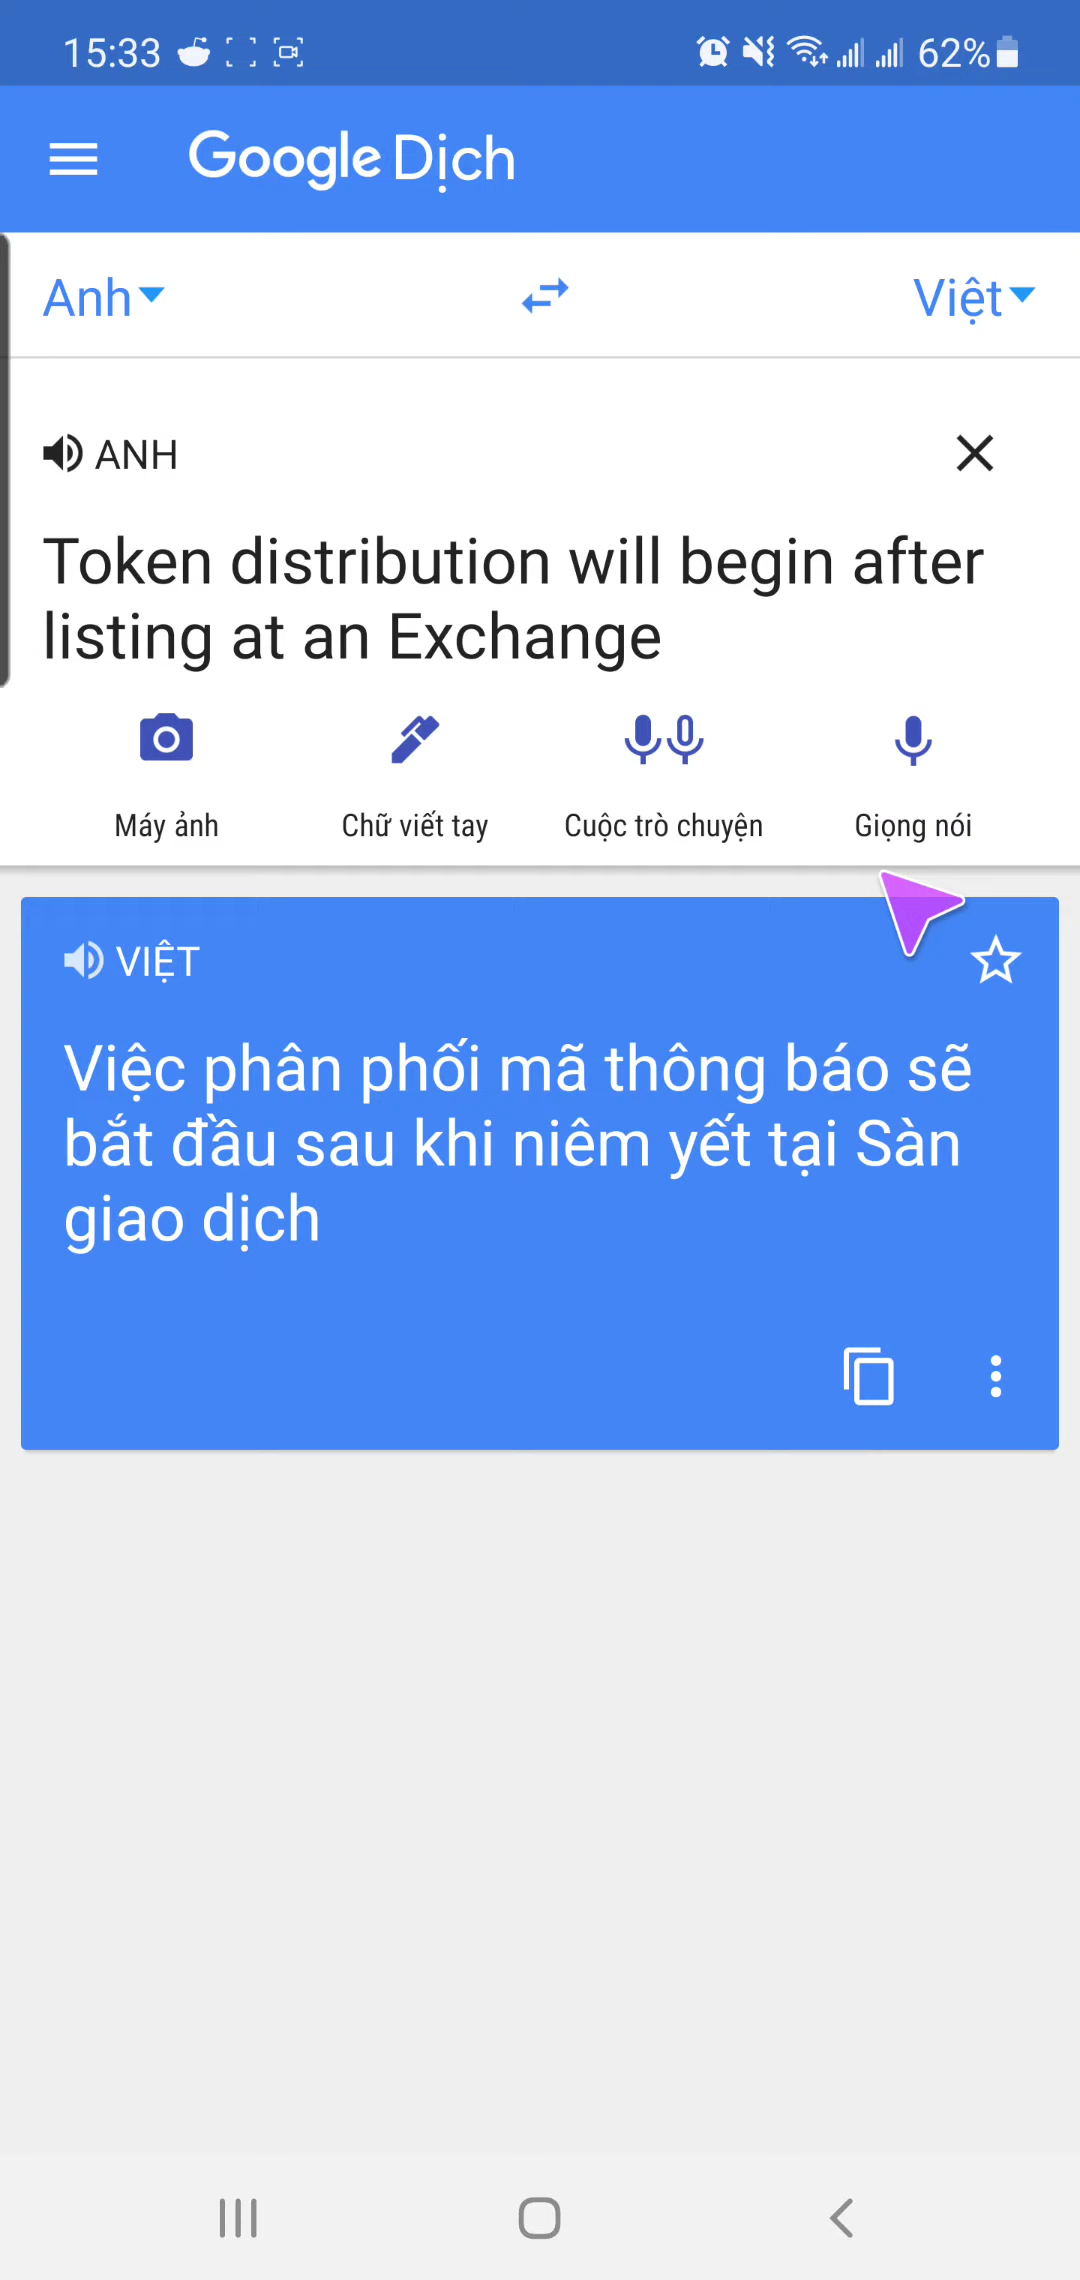 15:33
62%
Google Dịch
Anh
Việt
ANH
Token distribution will begin after
listing at an Exchange
Máy ảnh
Chữ viết tay
Cuộc trò chuyện
Giọng nói
VIỆT
Việc phân phối mã thông báo sẽ
bắt đầu sau khi niêm yết tại Sàn
giao dịch